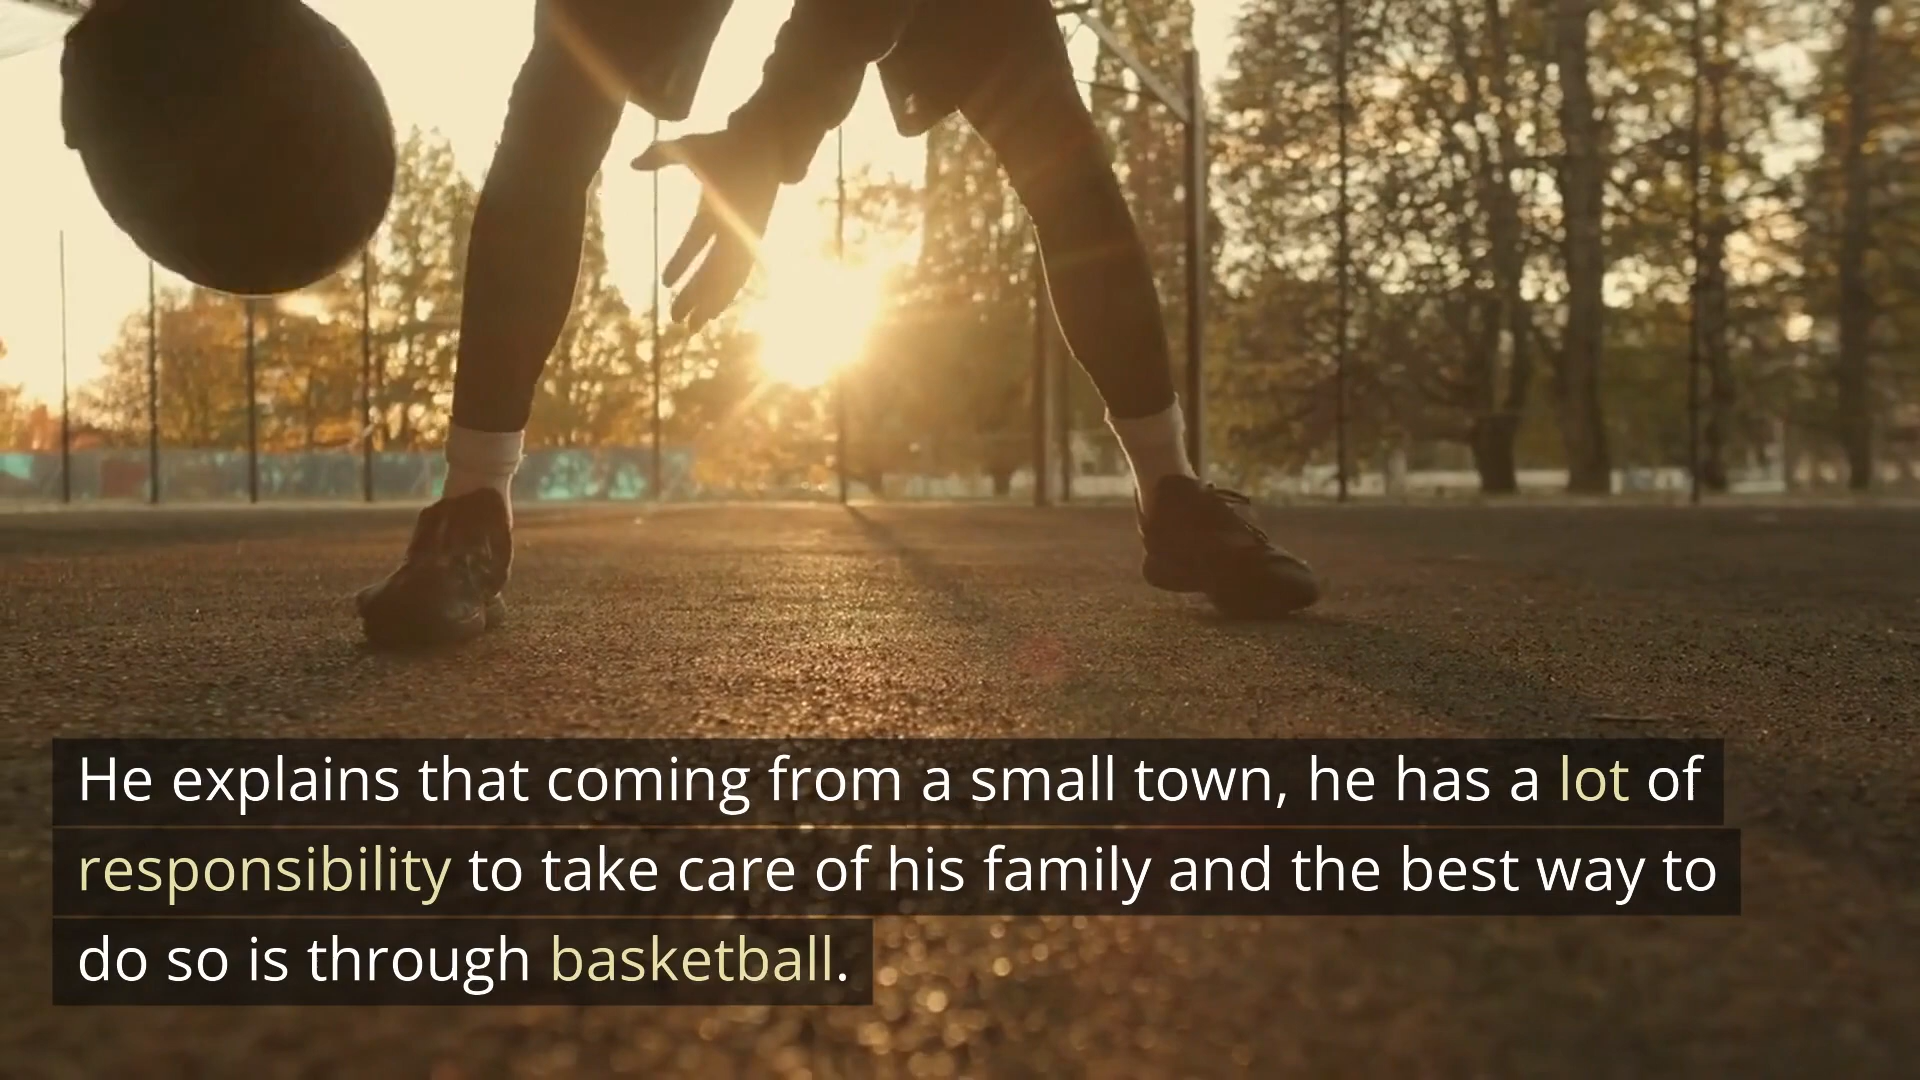 He explains that coming from a small town, he has a lot of
responsibility to take care of his family and the best way to
do so is through basketball.